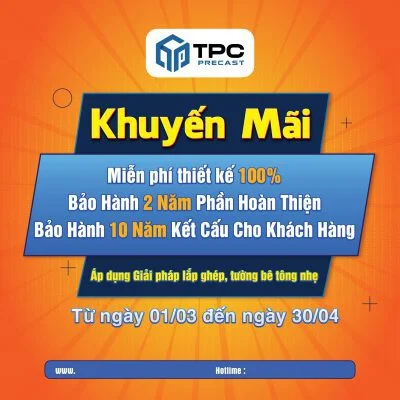 TPC
PRECAST
Khuyến Mãi
Miễn phí thiết kế 100%
Bảo Hành 2 Năm Phần Hoàn Thiện
Bảo Hành 10 Năm Kết Cấu Cho Khách Hàng
Áp dụng Giải pháp lắp ghép, tường bê tông nhẹ
Từ ngày 01/03 đến ngày 30/04
www. Hotline :